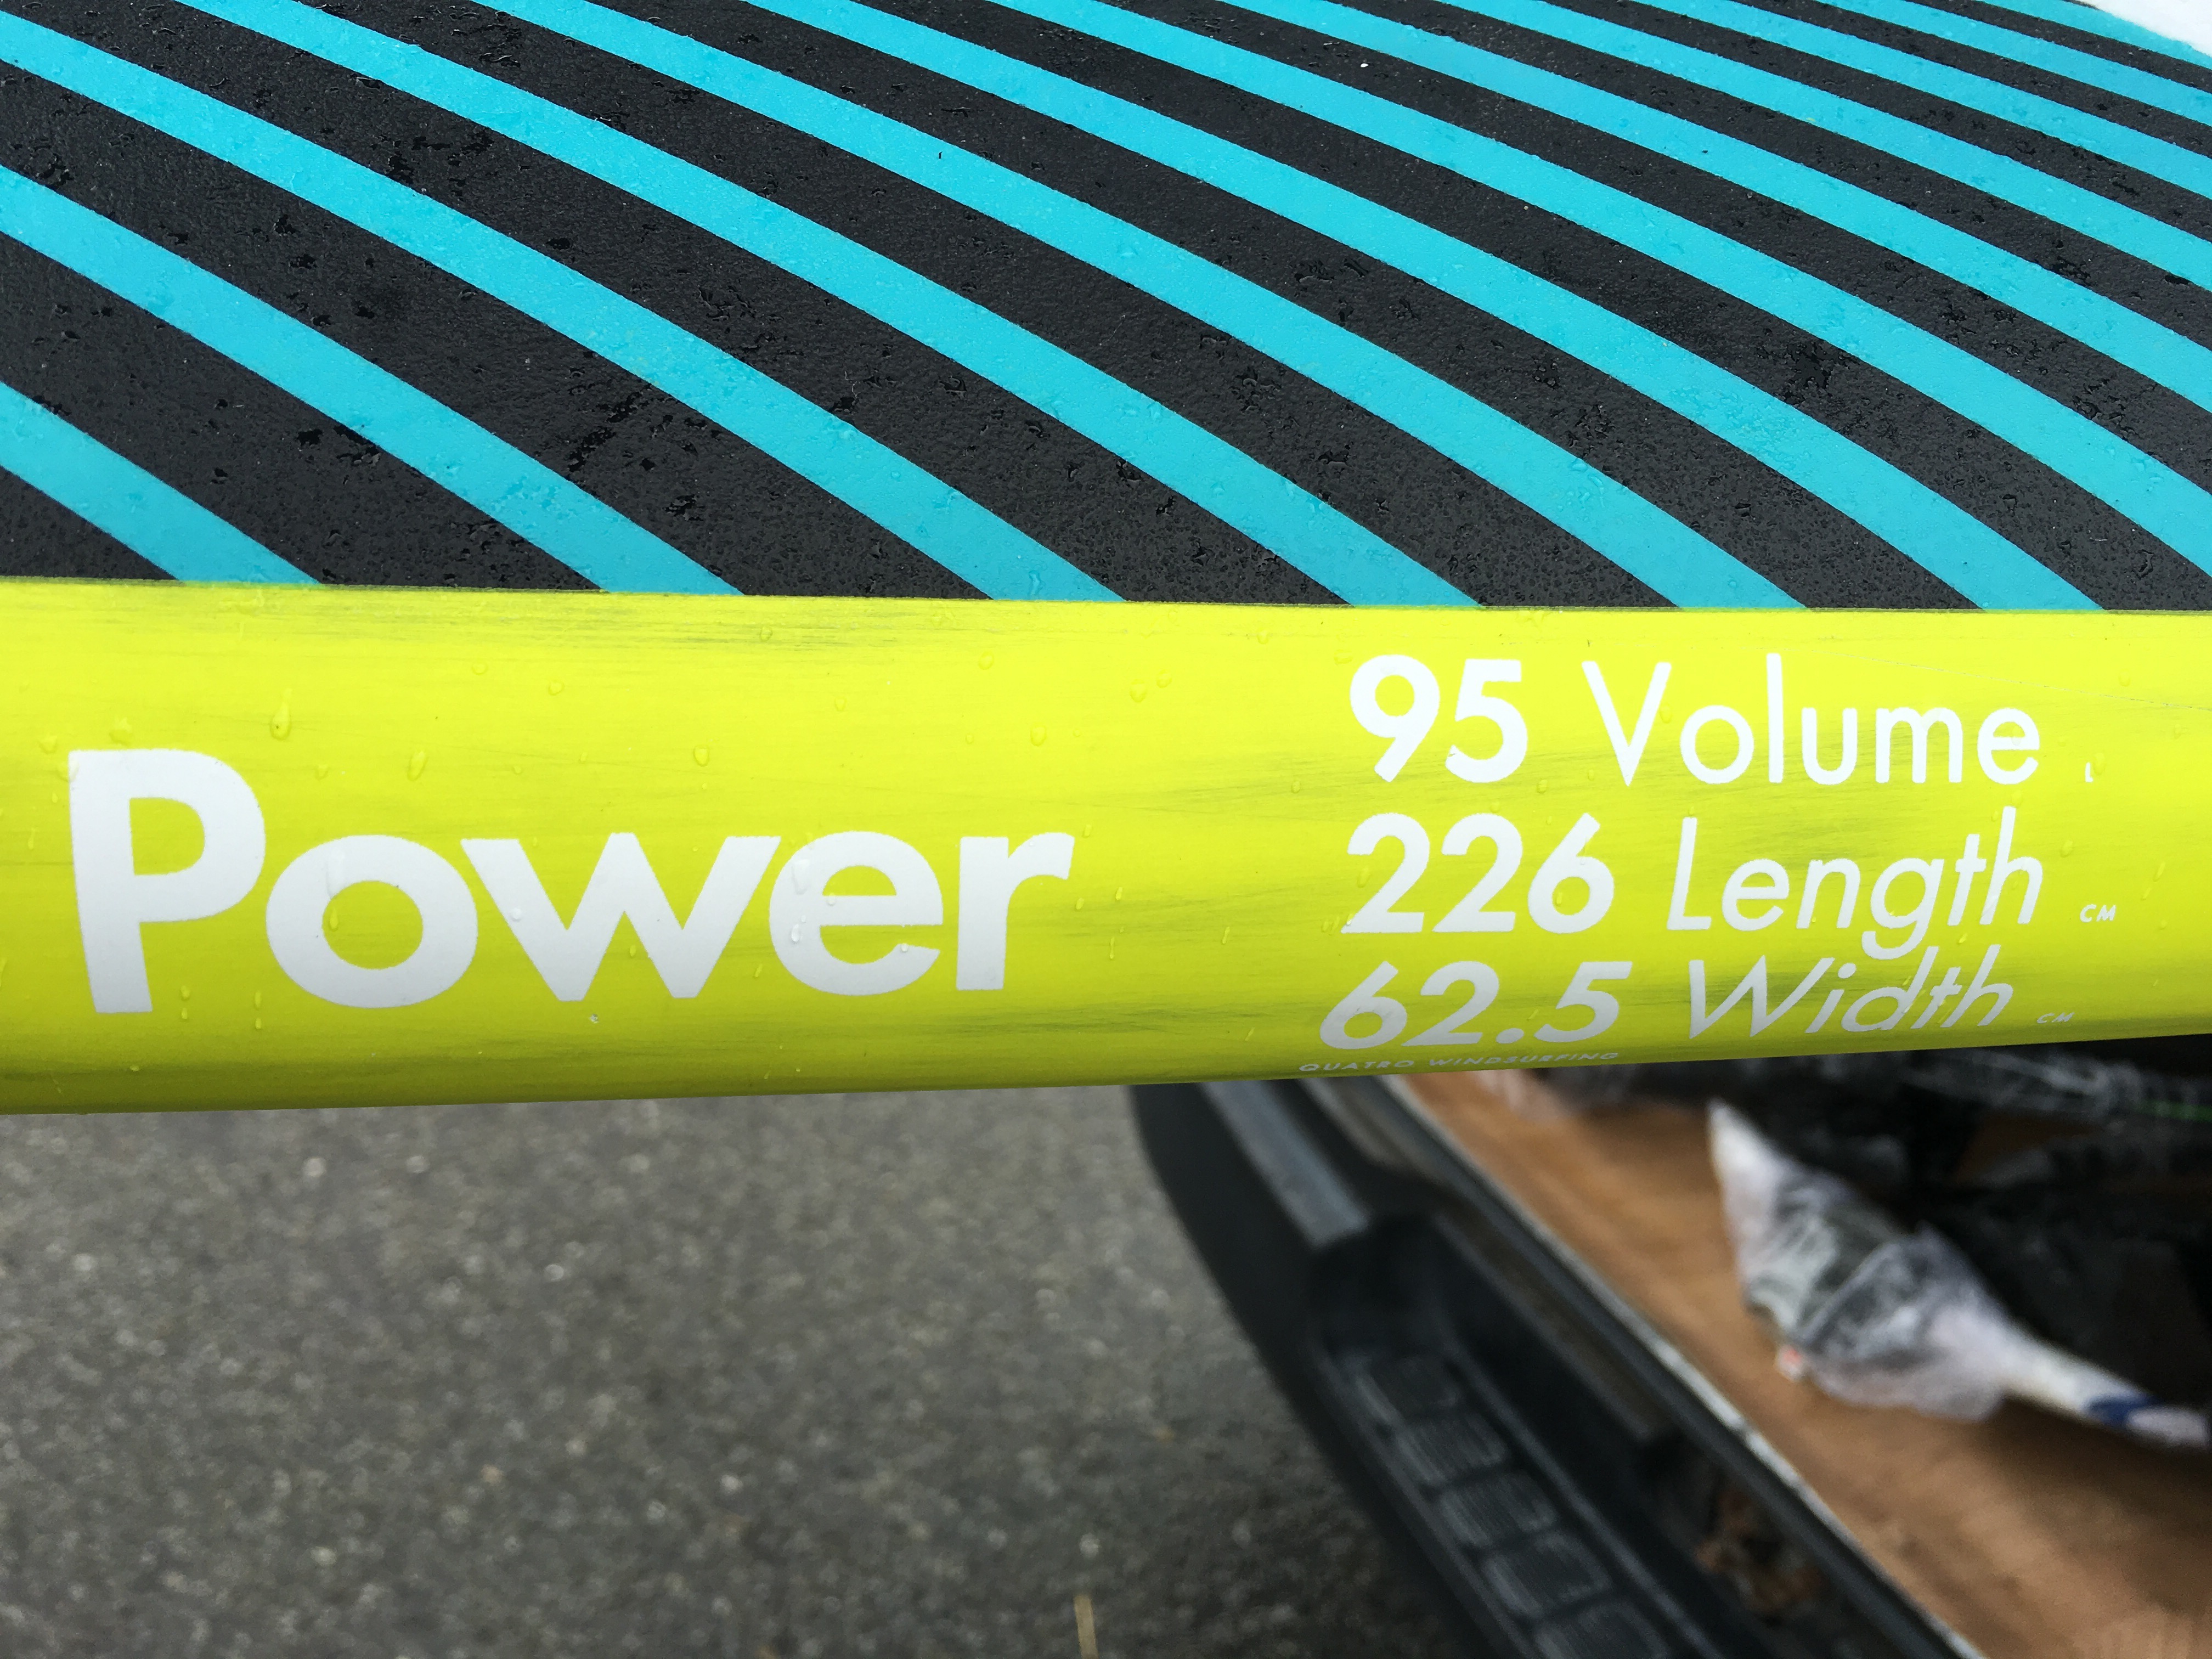 Power
95 Volume L
226 Length CM
62.5 Width CM
QUATRO WINDSURFING